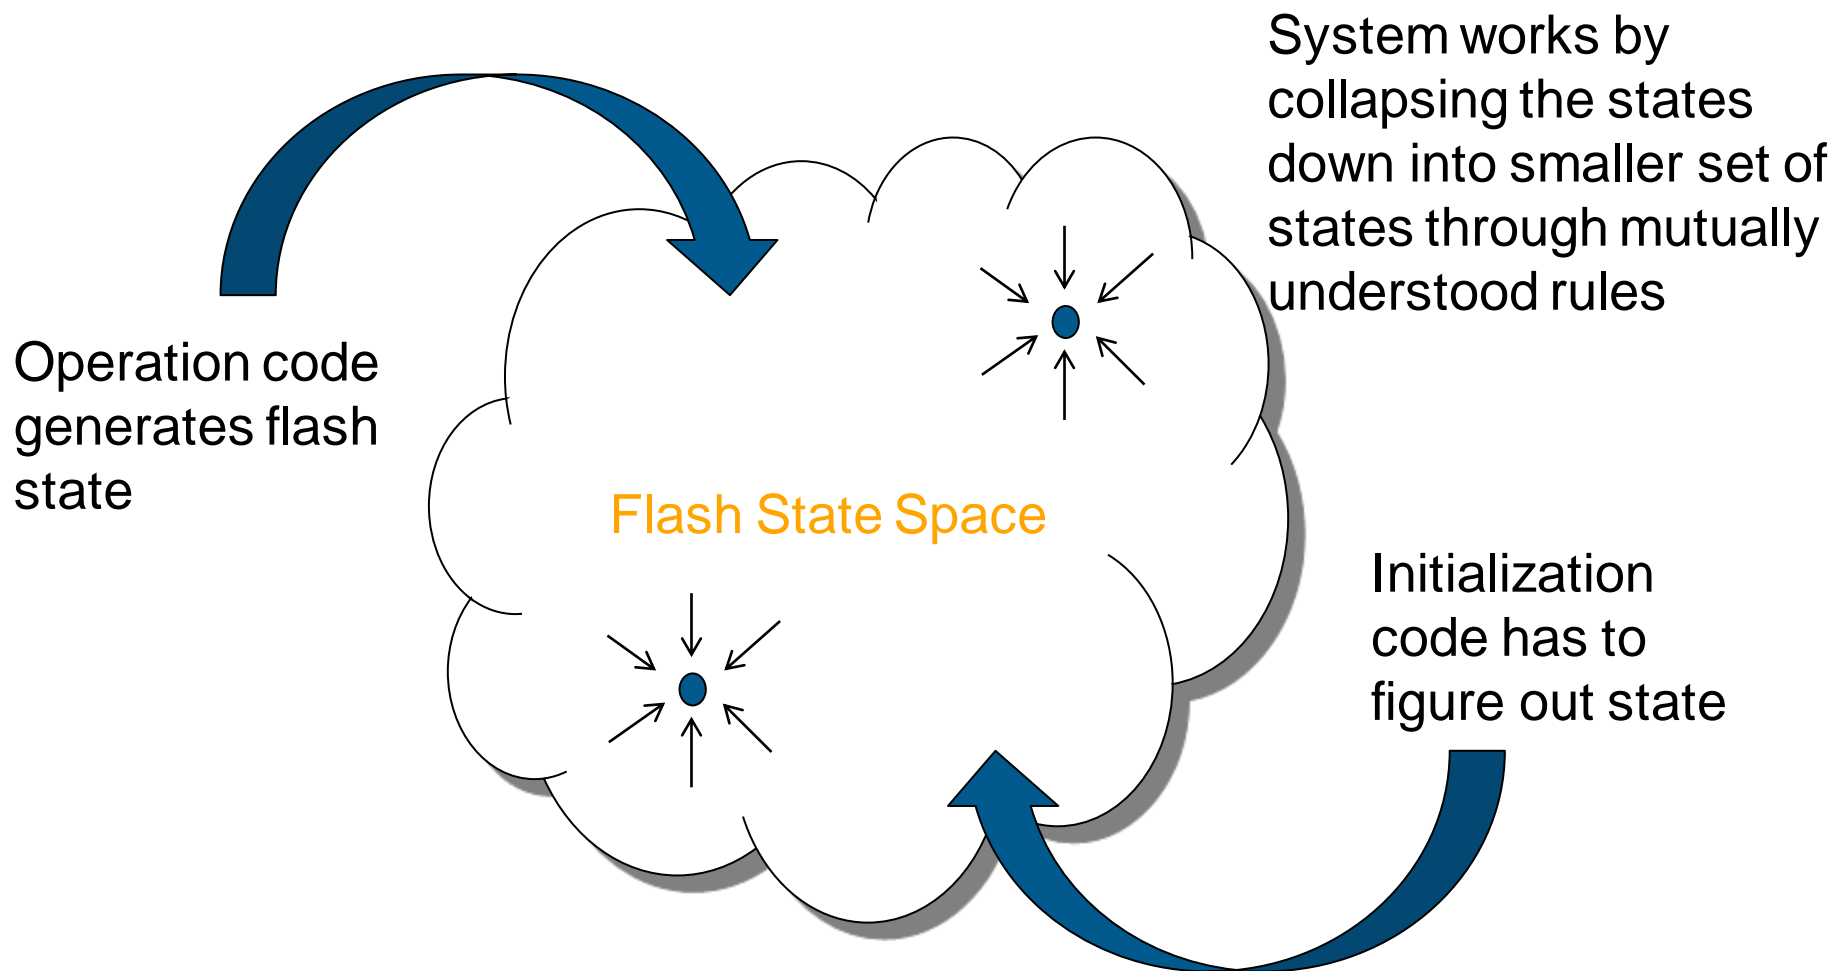 System works by
collapsing the states
down into smaller set of
states through mutually
understood rules
Operation code
generates flash
state
Flash State Space
Initialization
code has to
figure out state